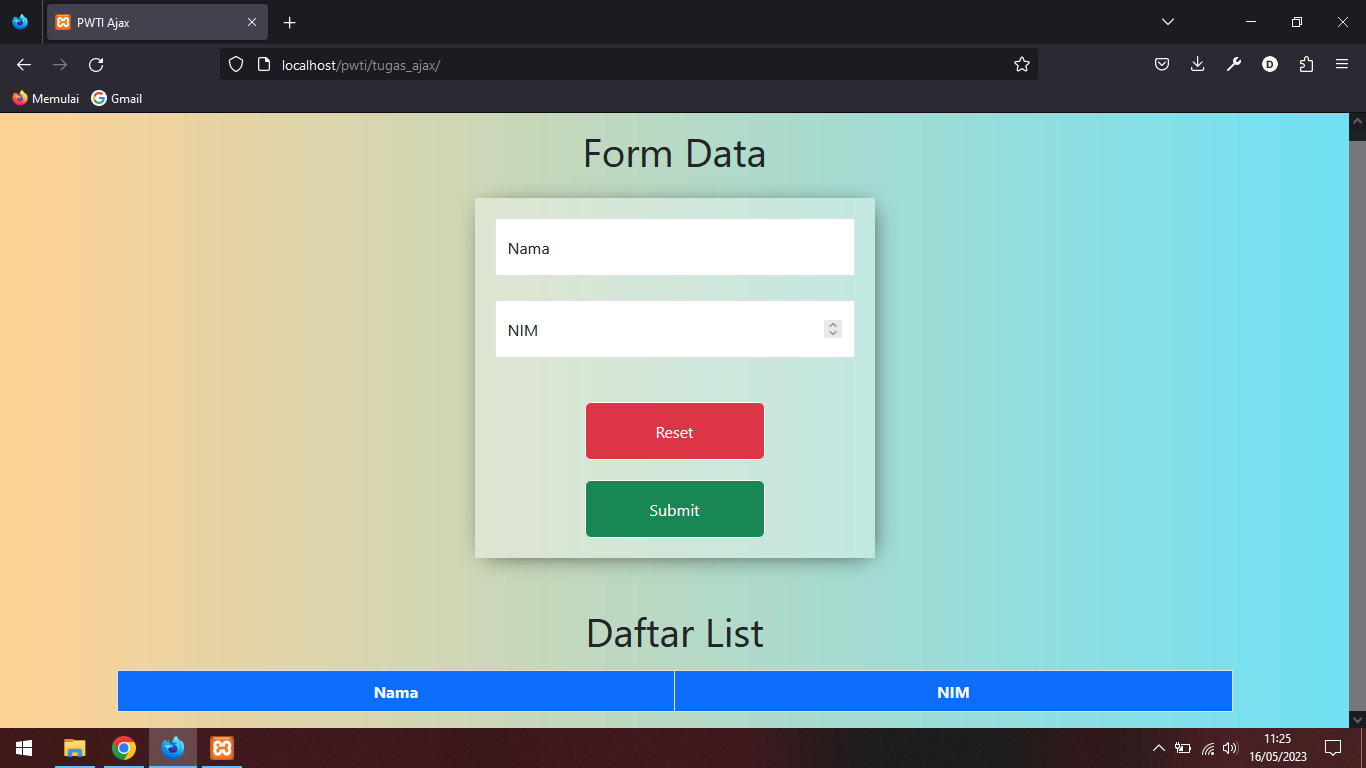 PWTI Ajax
localhost/pwti/tugas_ajax/
D
Memulai
Gmail
Form Data
Nama
NIM
Reset
Submit
Daftar List
Nama NIM
11:25
16/05/2023